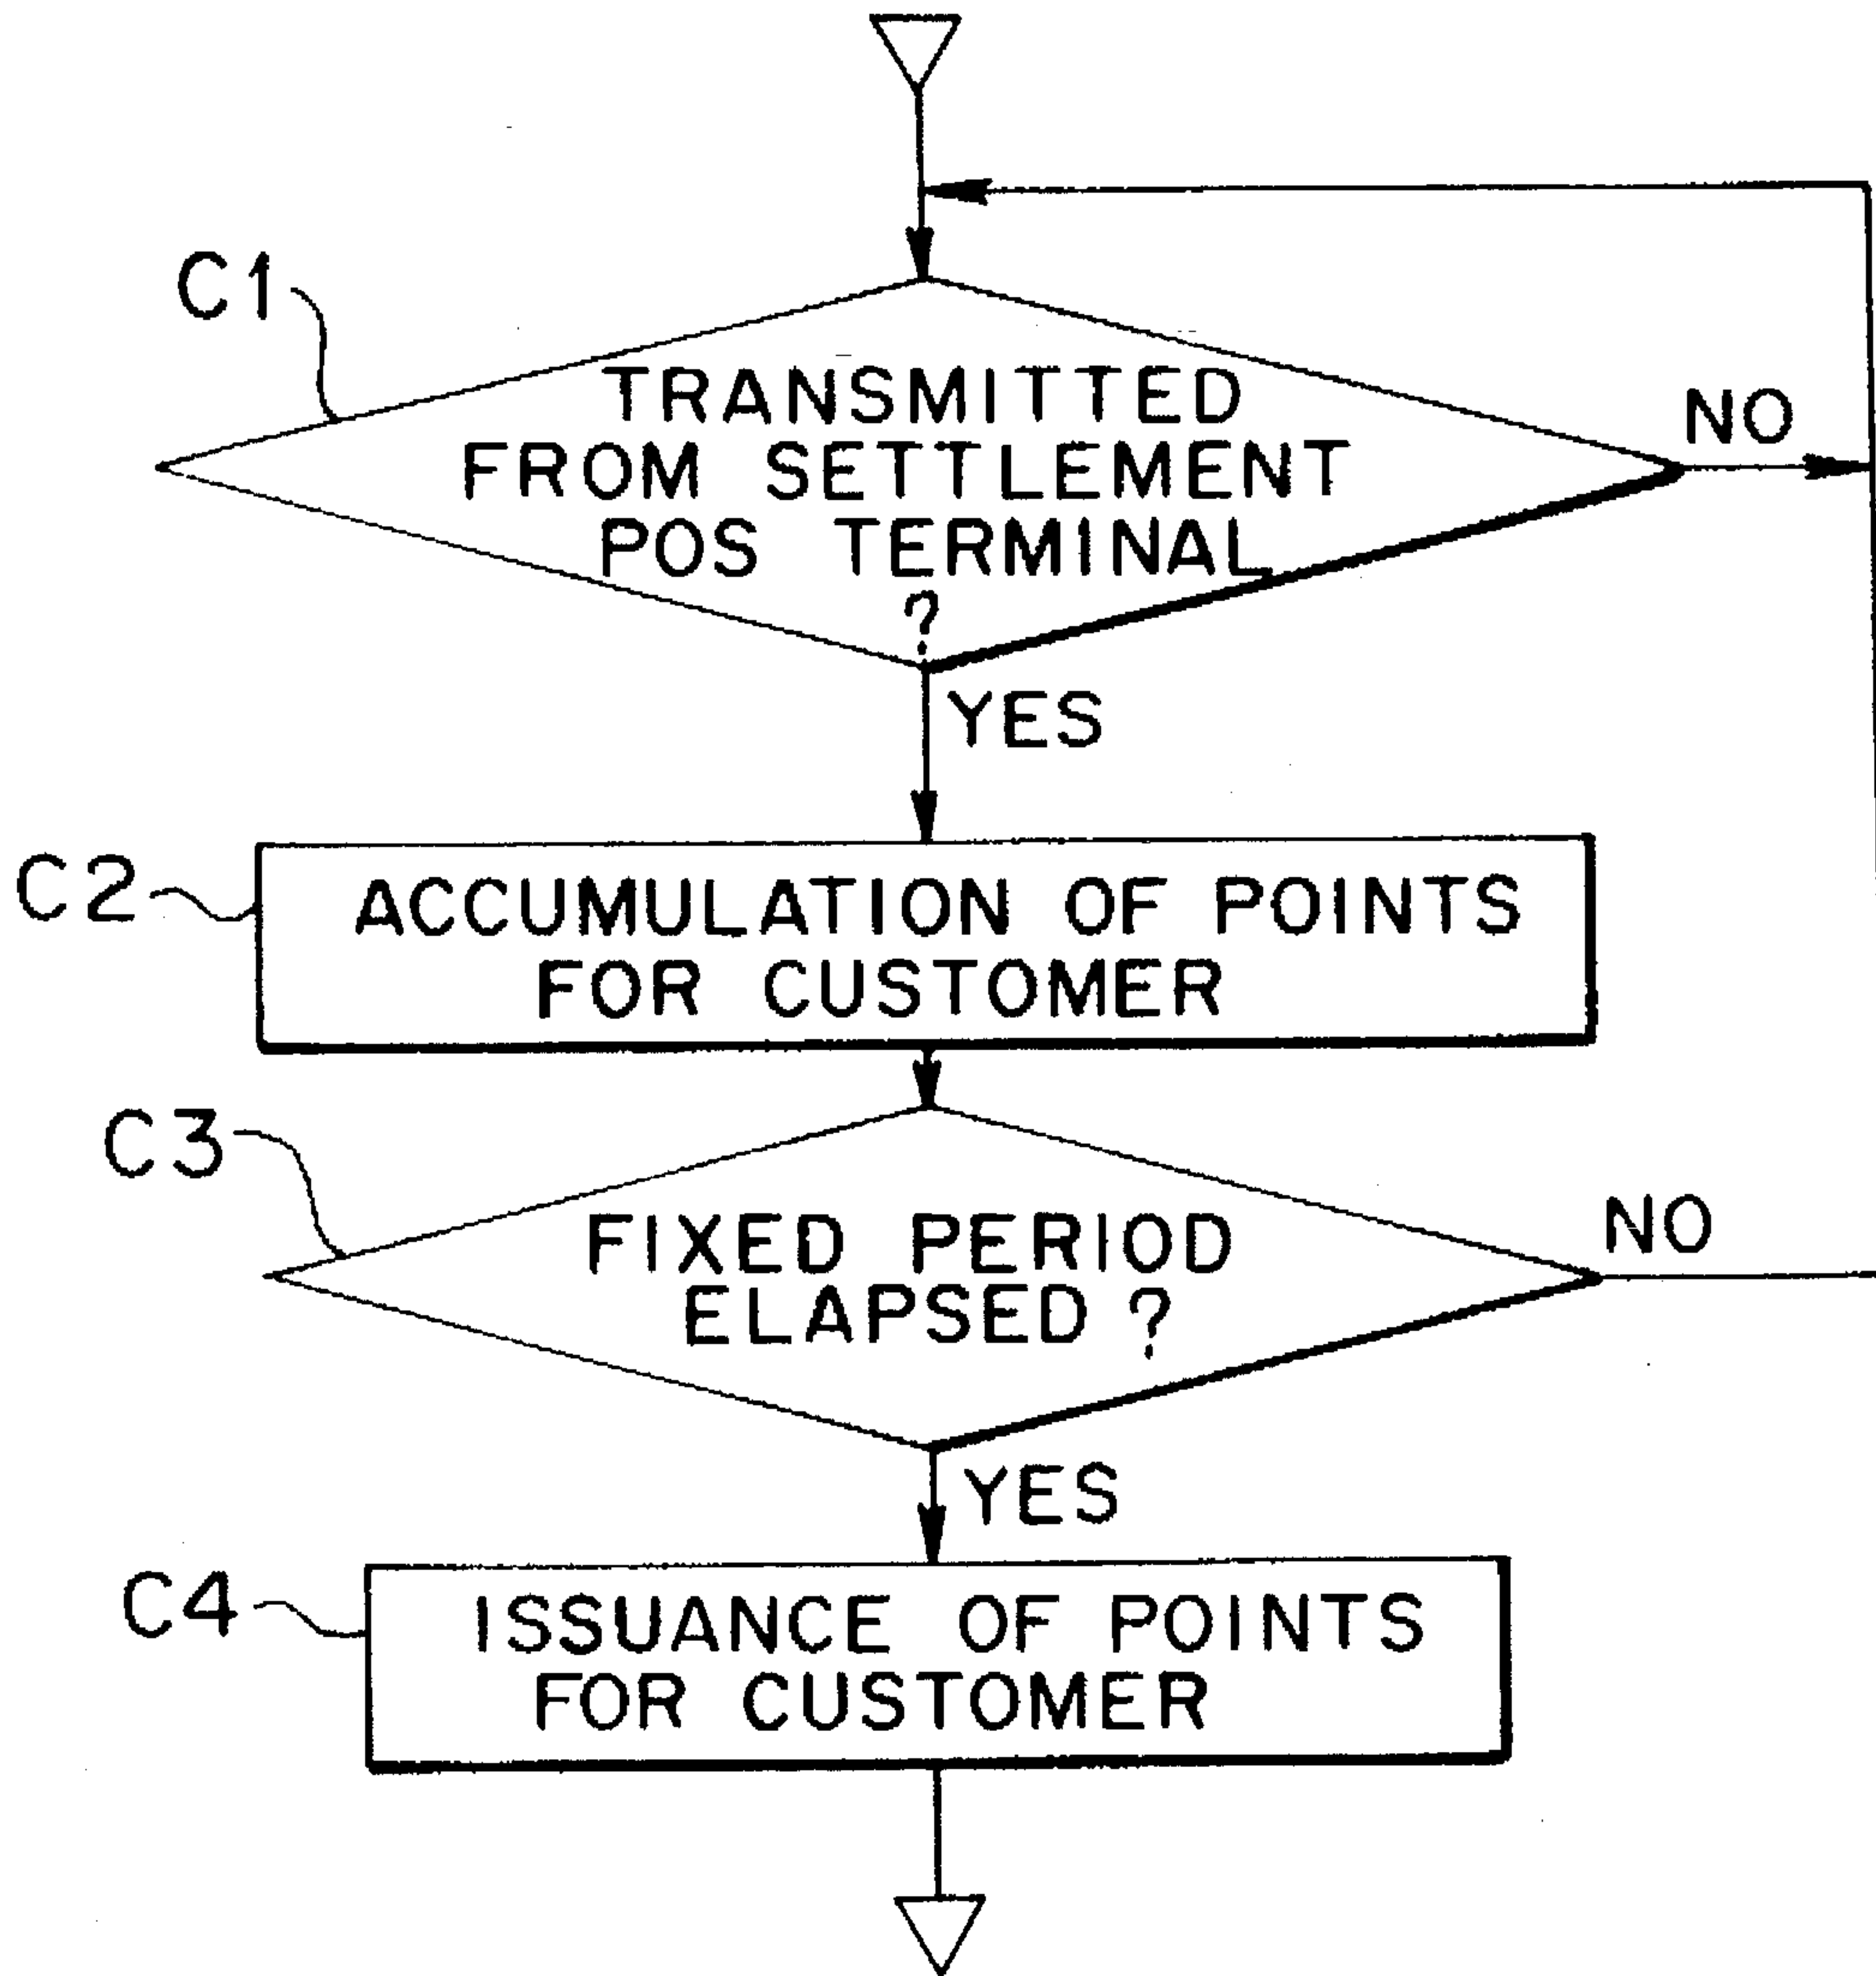 C1
TRANSMITTED
FROM SETTLEMENT
POS TERMINAL
?
NO
YES
C2
ACCUMULATION OF POINTS
FOR CUSTOMER
C3
FIXED PERIOD
ELAPSED ?
NO
YES
C4
ISSUANCE OF POINTS
FOR CUSTOMER